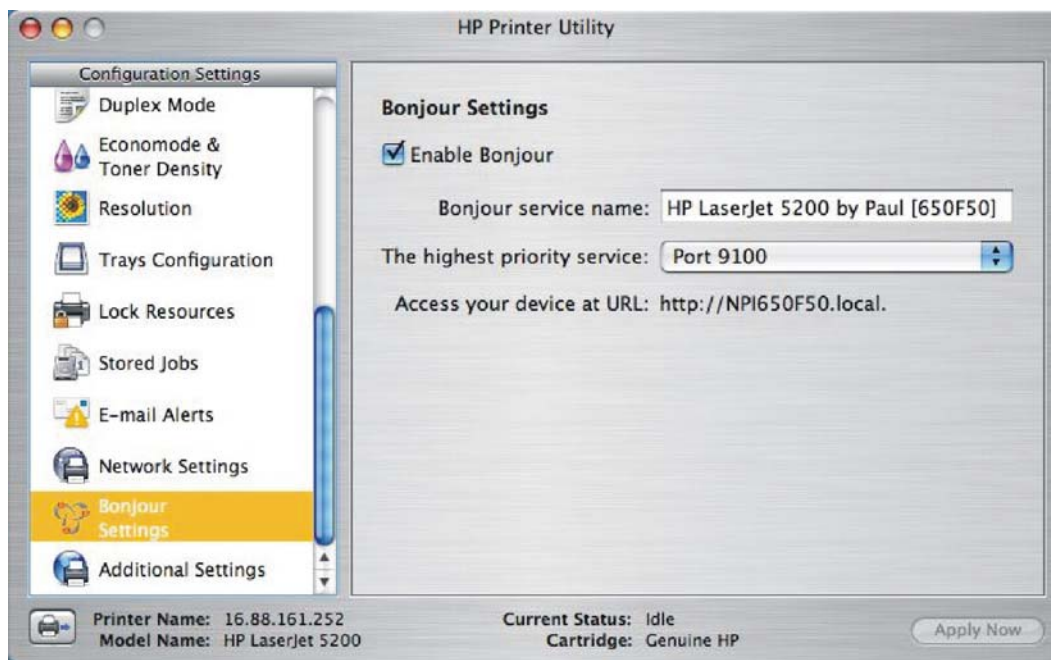 HP Printer Utility
Configuration Settings
Duplex Mode
Economode &
Toner Density
Resolution
Trays Configuration
Lock Resources
Stored Jobs
E-mail Alerts
Network Settings
Bonjour
Settings
Additional Settings
Bonjour Settings
Enable Bonjour
Bonjour service name: HP LaserJet 5200 by Paul [650F50]
The highest priority service: Port 9100
Access your device at URL: http://NPI650F50.local.
Printer Name: 16.88.161.252
Model Name: HP LaserJet 5200
Current Status: Idle
Cartridge: Genuine HP
Apply Now